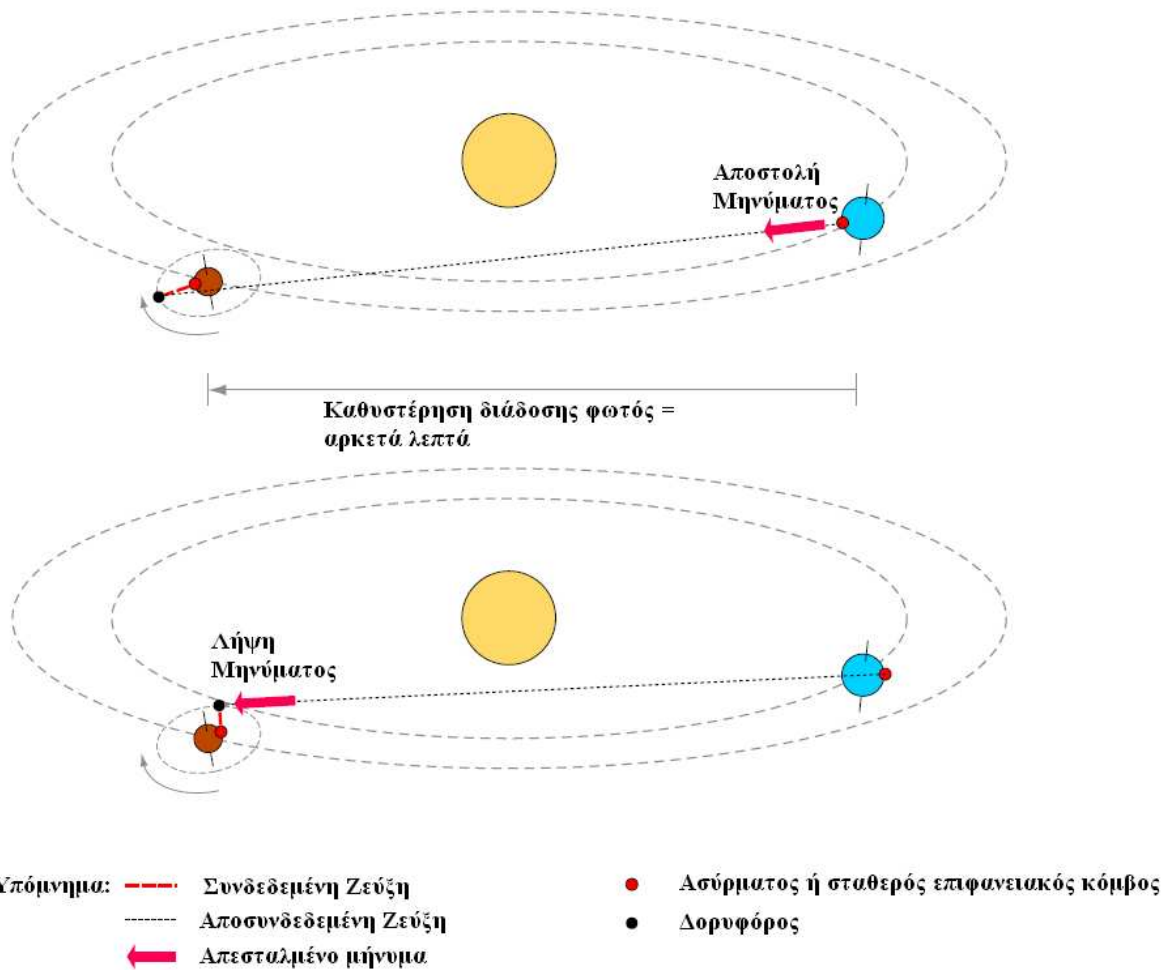 Αποστολή
Μηνύματος
Καθυστέρηση διάδοσης φωτός =
αρκετά λεπτά
Λήψη
Μηνύματος
Υπόμνημα:
Συνδεδεμένη Ζεύξη
Ασύρματος ή σταθερός επιφανειακός κόμβος
Αποσυνδεδεμένη Ζεύξη
Δορυφόρος
Απεσταλμένο μήνυμα